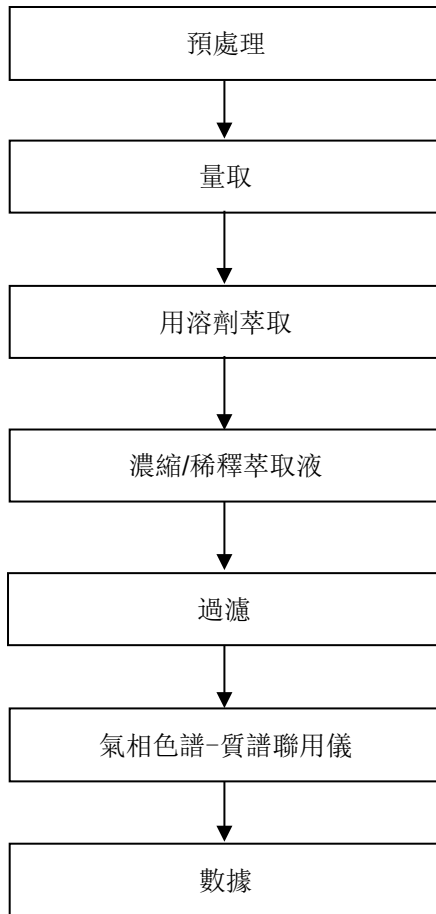 預處理
量取
用溶劑萃取
濃縮/稀釋萃取液
過濾
氣相色譜-質譜聯用儀
數據